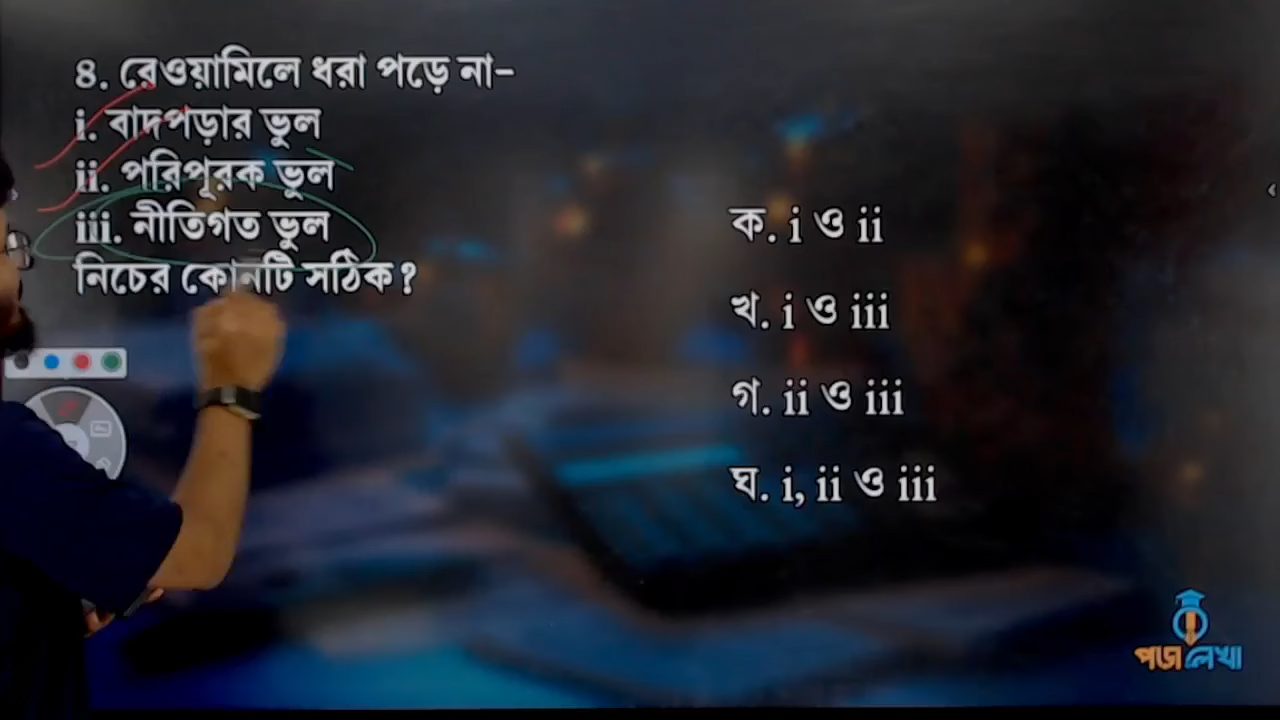 ৪. রেওয়ামিলে ধরা পড়ে না-
i. বাদপড়ার ভুল
ii. পরিপূরক ভুল
iii. নীতিগত ভুল
নিচের কোনটি সঠিক?
ক. i ও ii
খ. i ও iii
গ. ii ও iii
ঘ. i, ii ও iii
পড়ালেখা